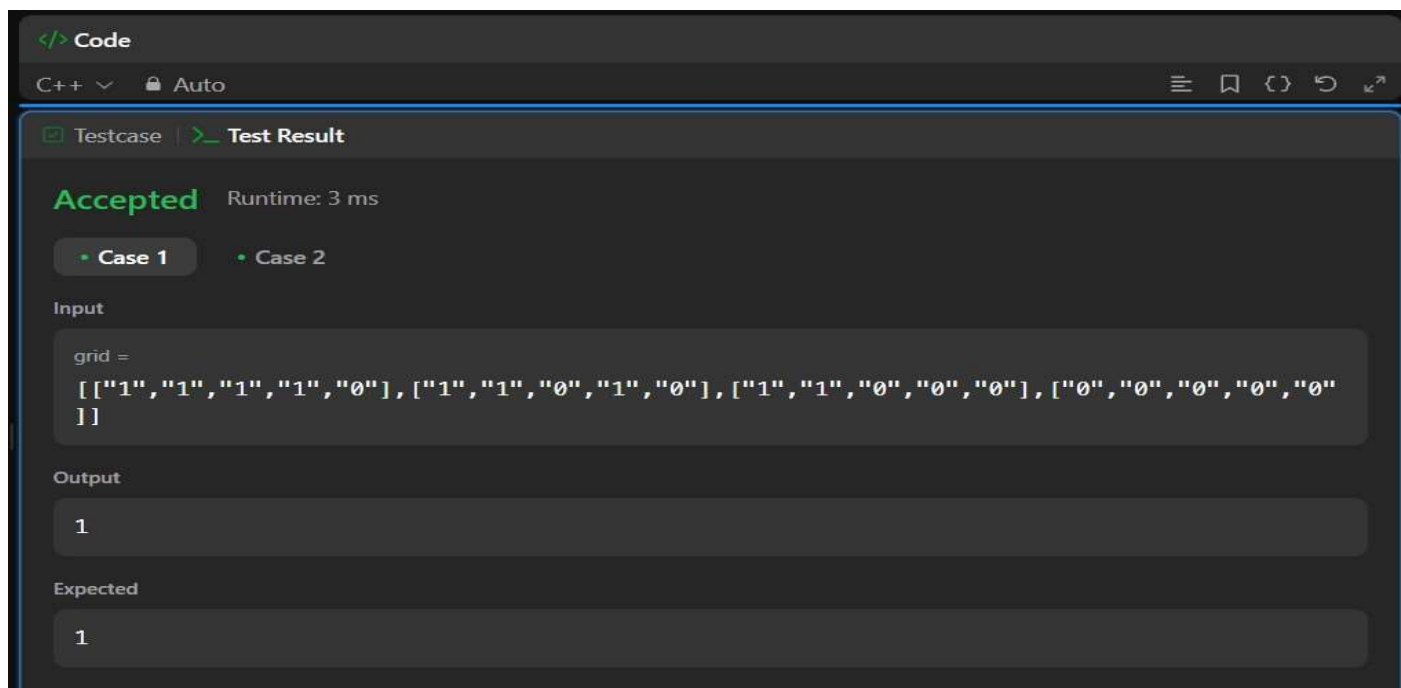 </> Code
C++ Auto
Testcase | >_ Test Result
Accepted Runtime: 3 ms
• Case 1 • Case 2
Input
grid =
[["1","1","1","1","0"],["1","1","0","1","0"],["1","1","0","0","0"],["0","0","0","0","0"
]]
Output
1
Expected
1